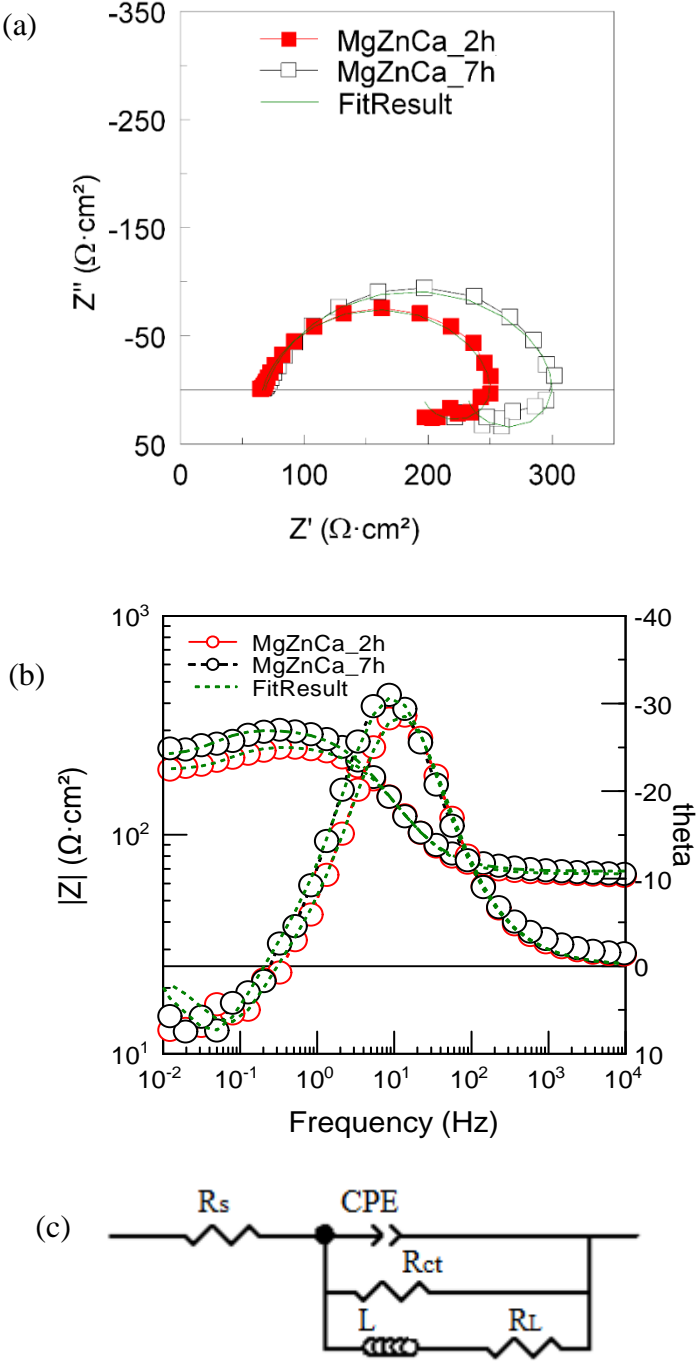 (a)
-350
-250
-150
-50
50
Z'' (Ω·cm²)
MgZnCa_2h
MgZnCa_7h
FitResult
0
100
200
300
Z' (Ω·cm²)
(b)
10³
10²
10¹
|Z| (Ω·cm²)
MgZnCa_2h
MgZnCa_7h
FitResult
-40
-30
-20
-10
0
10
theta
10⁻²
10⁻¹
10⁰
10¹
10²
10³
10⁴
Frequency (Hz)
(c)
Rs
CPE
Rct
L
RL